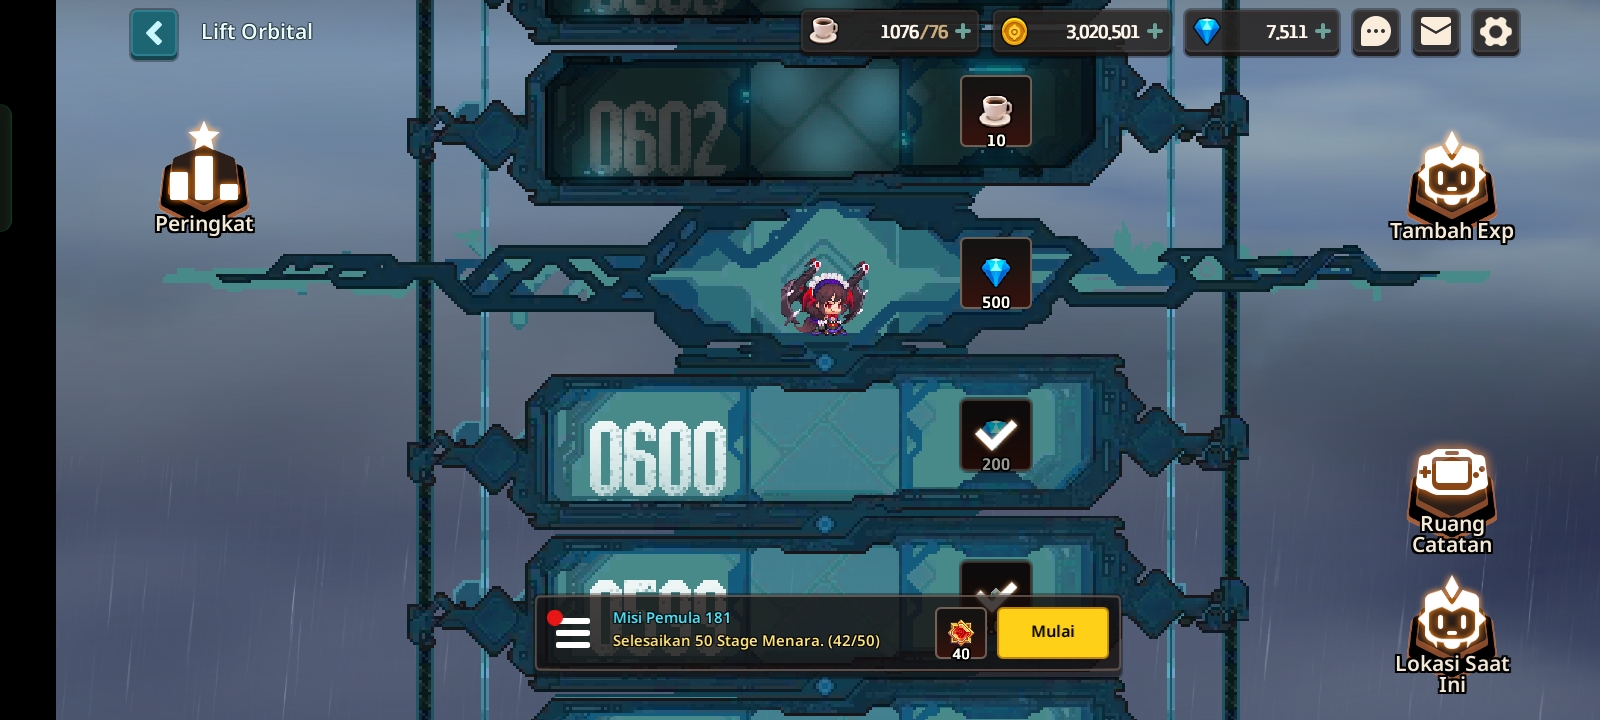 Lift Orbital
1076/76
3,020,501
7,511
0602
10
Peringkat
Tambah Exp
500
0600
200
Ruang
Catatan
Misi Pemula 181
Selesaikan 50 Stage Menara. (42/50)
40
Mulai
Lokasi Saat
Ini